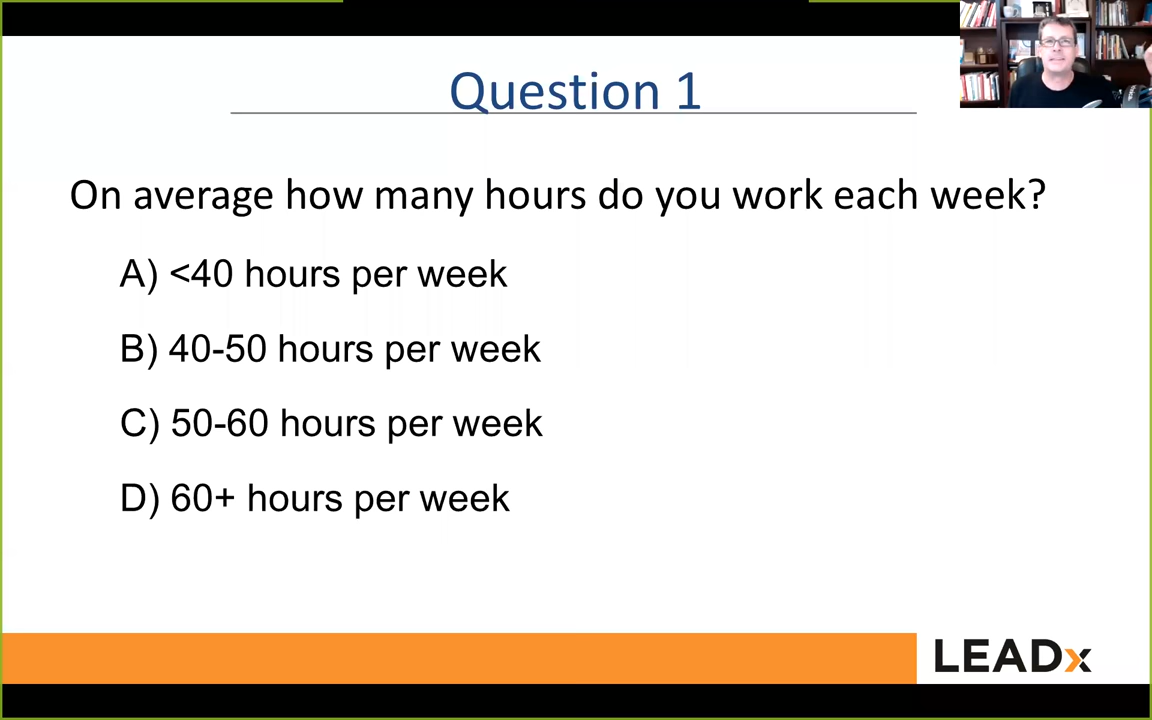 Question 1
On average how many hours do you work each week?
A) <40 hours per week
B) 40-50 hours per week
C) 50-60 hours per week
D) 60+ hours per week
LEADx